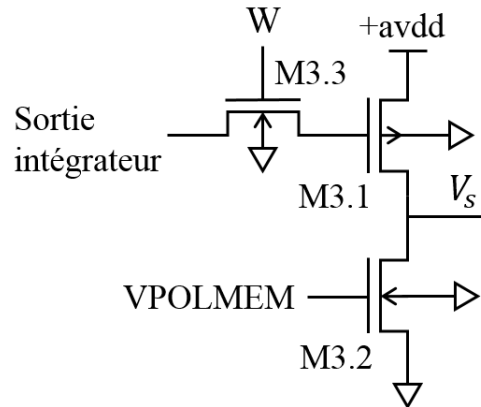 W
+avdd
M3.3
Sortie
intégrateur
M3.1
V_s
VPOLMEM
M3.2